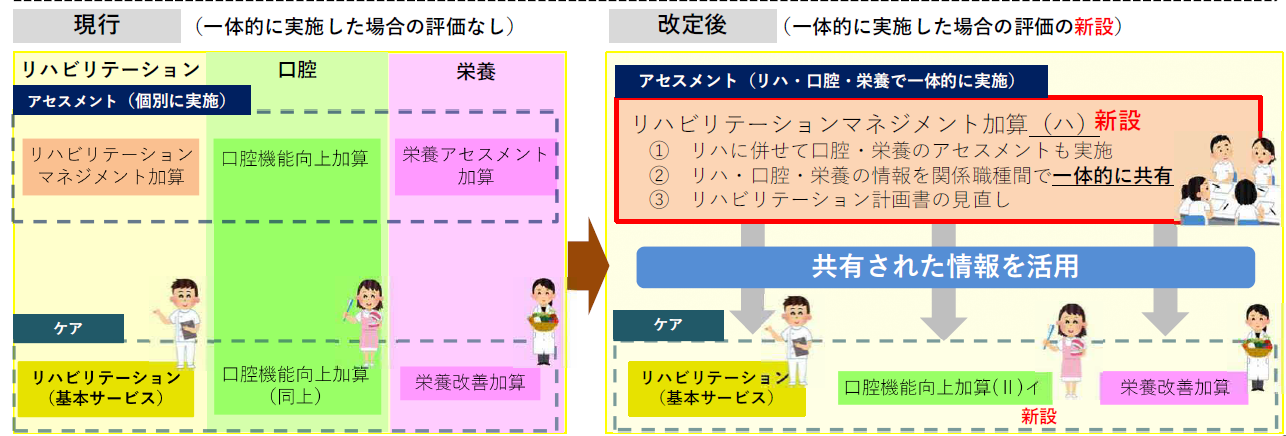 現行 （一体的に実施した場合の評価なし）
リハビリテーション 口腔 栄養
アセスメント（個別に実施）
リハビリテーション
マネジメント加算
口腔機能向上加算
栄養アセスメント
加算
ケア
リハビリテーション
（基本サービス）
口腔機能向上加算
（同上）
栄養改善加算
改定後 （一体的に実施した場合の評価の新設）
アセスメント（リハ・口腔・栄養で一体的に実施）
リハビリテーションマネジメント加算（ハ）新設
① リハに併せて口腔・栄養のアセスメントも実施
② リハ・口腔・栄養の情報を関係職種間で一体的に共有
③ リハビリテーション計画書の見直し
共有された情報を活用
ケア
リハビリテーション
（基本サービス）
口腔機能向上加算(Ⅱ)イ
新設
栄養改善加算